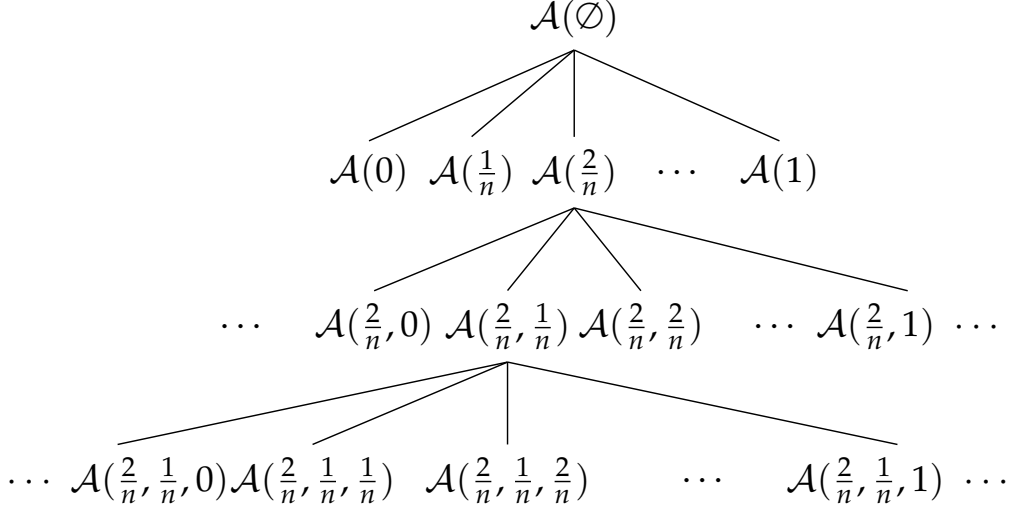 𝒜(∅)
𝒜(0) 𝒜(1/n) 𝒜(2/n) ⋯ 𝒜(1)
⋯ 𝒜(2/n, 0) 𝒜(2/n, 1/n) 𝒜(2/n, 2/n) ⋯ 𝒜(2/n, 1) ⋯
⋯ 𝒜(2/n, 1/n, 0) 𝒜(2/n, 1/n, 1/n) 𝒜(2/n, 1/n, 2/n) ⋯ 𝒜(2/n, 1/n, 1) ⋯